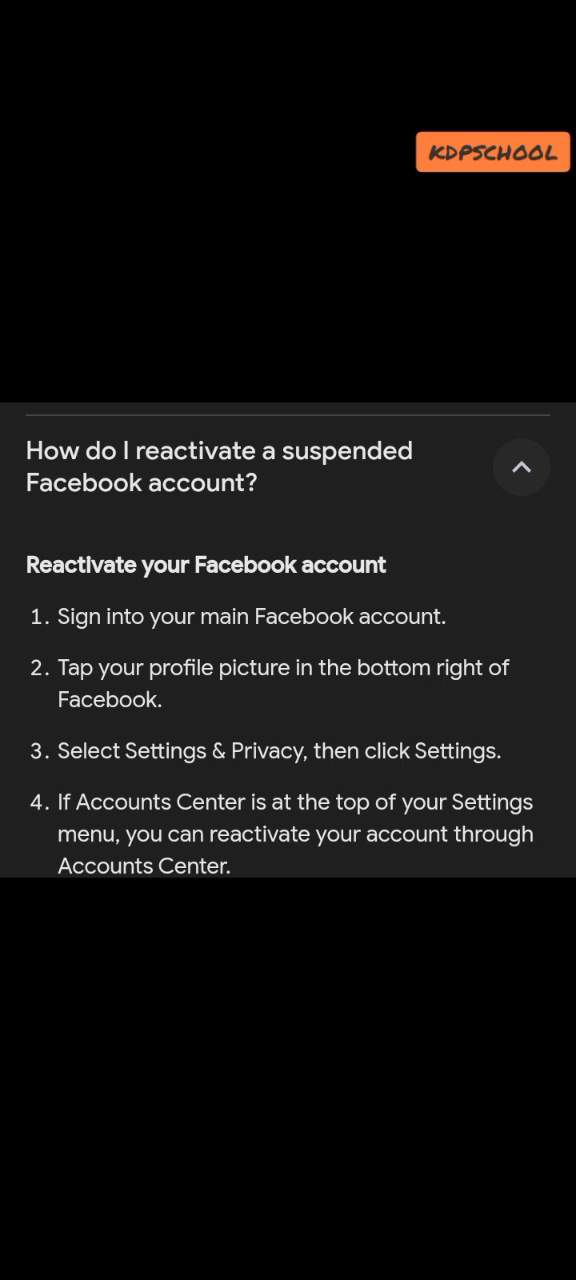 KDPSCHOOL
How do I reactivate a suspended
Facebook account?
Reactivate your Facebook account
1. Sign into your main Facebook account.
2. Tap your profile picture in the bottom right of
Facebook.
3. Select Settings & Privacy, then click Settings.
4. If Accounts Center is at the top of your Settings
menu, you can reactivate your account through
Accounts Center.